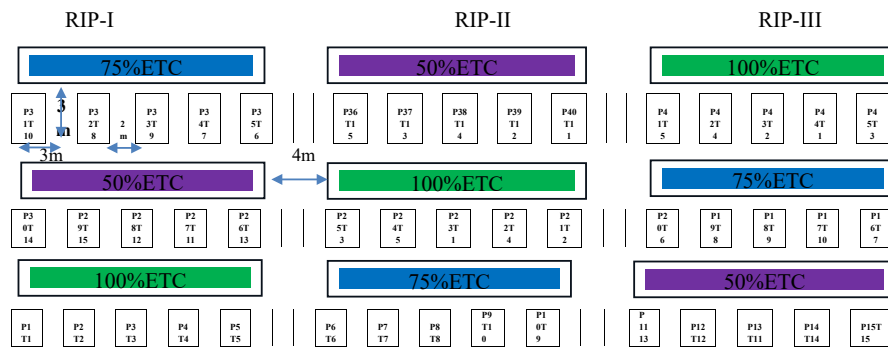 RIP-I RIP-II RIP-III
75%ETC 50%ETC 100%ETC
P3 P3 P3 P3 P3 P36 P37 P38 P39 P40 P4 P4 P4 P4 P4
1T 2T 3T 4T 5T T1 T1 T1 T1 T1 1T 2T 3T 4T 5T
10 8 9 7 6 5 3 4 2 1 5 4 2 1 3
3m
2m
3m
4m
50%ETC 100%ETC 75%ETC
P3 P2 P2 P2 P2 P2 P2 P2 P2 P2 P2 P1 P1 P1 P1
0T 9T 8T 7T 6T 5T 4T 3T 2T 1T 0T 9T 8T 7T 6T
14 15 12 11 13 3 5 1 4 2 6 8 9 10 7
100%ETC 75%ETC 50%ETC
P1 P2 P3 P4 P5 P6 P7 P8 P9 P1 P P12 P13 P14 P15T
T1 T2 T3 T4 T5 T6 T7 T8 T1 0T 11 T12 T11 T14 15
0 9 13